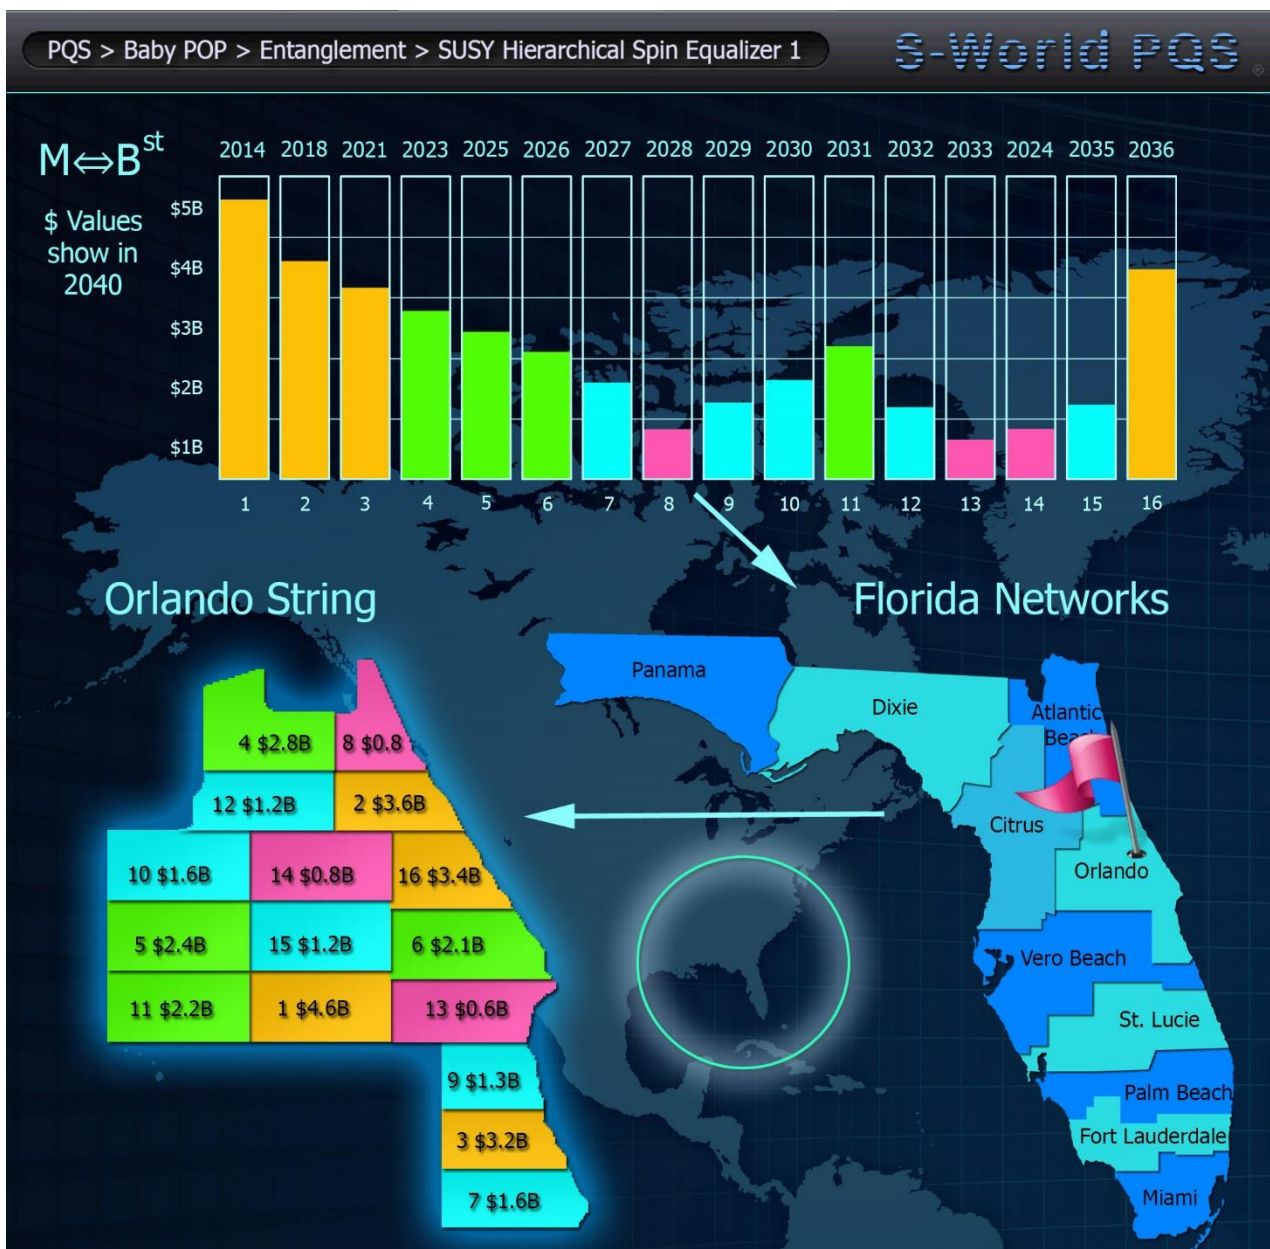 PQS > Baby POP > Entanglement > SUSY Hierarchical Spin Equalizer 1
S-World PQS ®
M⇔Bst
2014 2018 2021 2023 2025 2026 2027 2028 2029 2030 2031 2032 2033 2024 2035 2036
$ Values
show in
2040
$5B
$4B
$3B
$2B
$1B
1 2 3 4 5 6 7 8 9 10 11 12 13 14 15 16
Orlando String
Florida Networks
4 $2.8B
8 $0.8
12 $1.2B
2 $3.6B
10 $1.6B
14 $0.8B
16 $3.4B
5 $2.4B
15 $1.2B
6 $2.1B
11 $2.2B
1 $4.6B
13 $0.6B
9 $1.3B
3 $3.2B
7 $1.6B
Panama
Dixie
Atlantic
Citrus
Orlando
Vero Beach
St. Lucie
Palm Beach
Fort Lauderdale
Miami